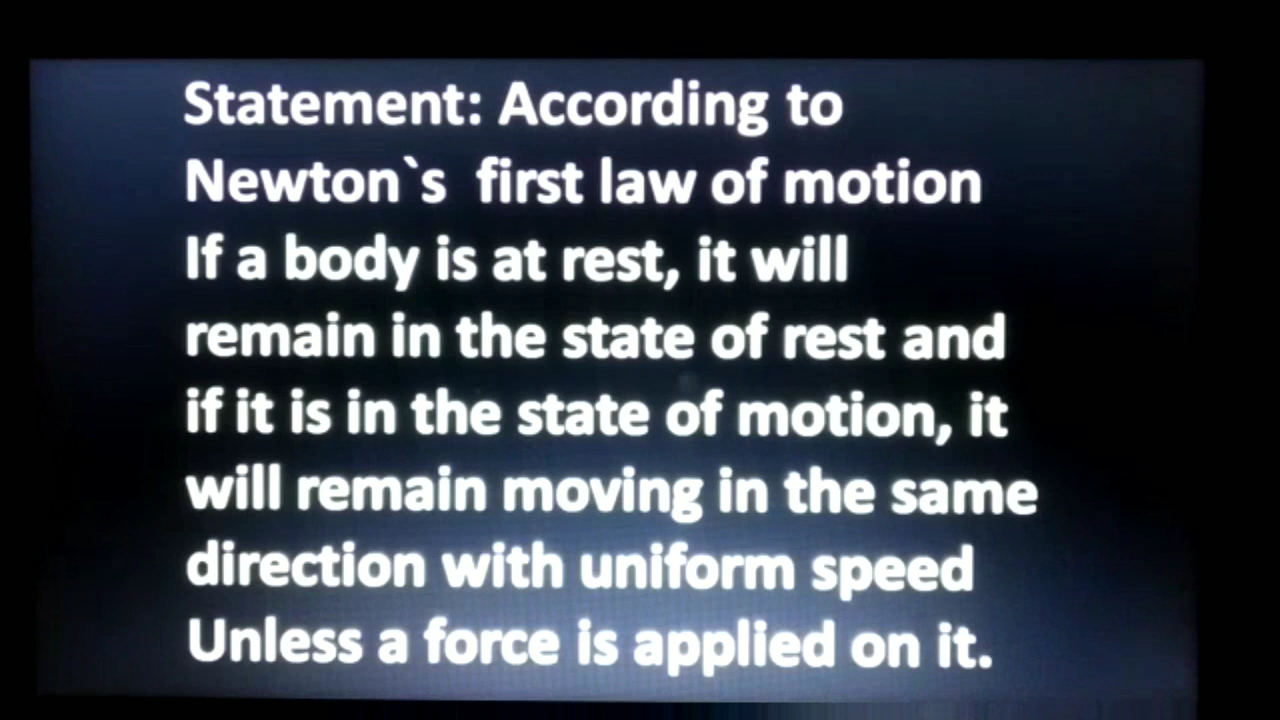 Statement: According to
Newton`s first law of motion
If a body is at rest, it will
remain in the state of rest and
if it is in the state of motion, it
will remain moving in the same
direction with uniform speed
Unless a force is applied on it.